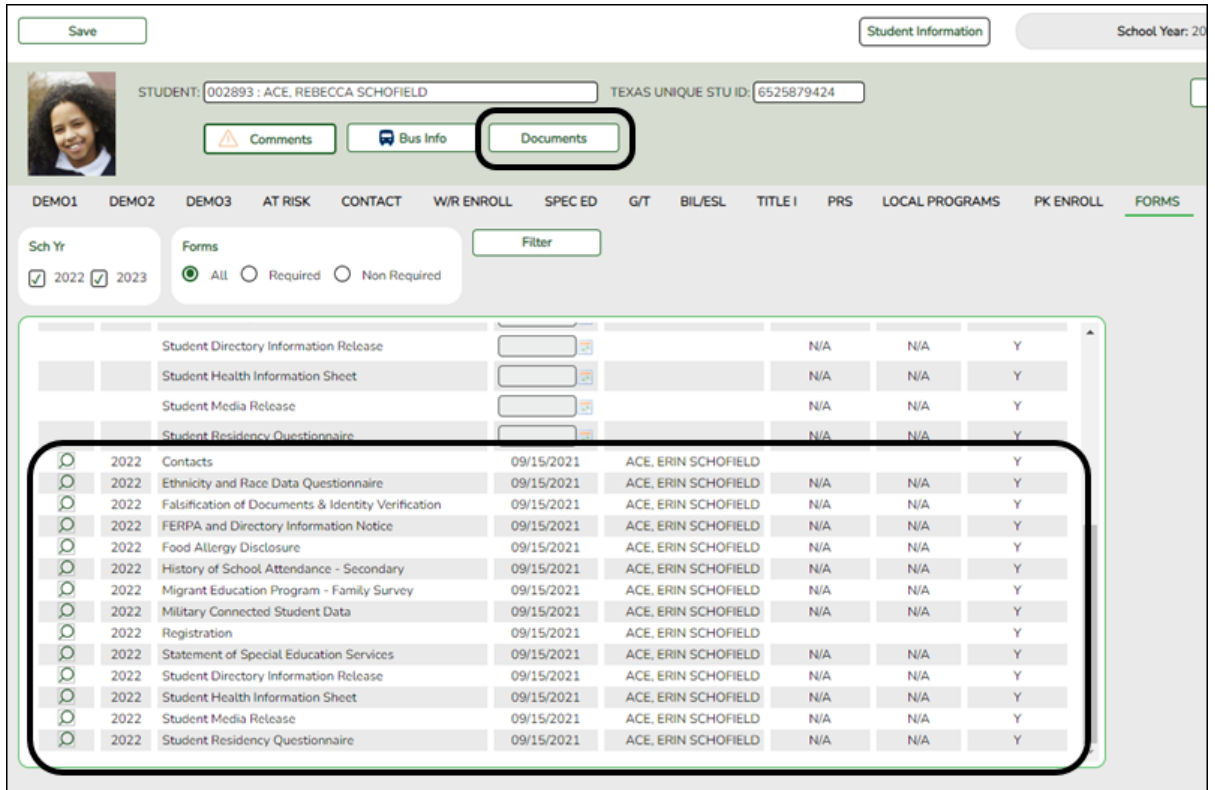 Save Student Information School Year: 20
STUDENT: 002893 : ACE, REBECCA SCHOFIELD TEXAS UNIQUE STU ID: 6525879424
Comments Bus Info Documents
DEMO1 DEMO2 DEMO3 AT RISK CONTACT W/R ENROLL SPEC ED G/T BIL/ESL TITLE I PRS LOCAL PROGRAMS PK ENROLL FORMS
Sch Yr Forms Filter
2022 2023 All Required Non Required
Student Directory Information Release N/A N/A Y
Student Health Information Sheet N/A N/A Y
Student Media Release N/A N/A Y
Student Residency Questionnaire N/A N/A Y
2022 Contacts 09/15/2021 ACE, ERIN SCHOFIELD Y
2022 Ethnicity and Race Data Questionnaire 09/15/2021 ACE, ERIN SCHOFIELD N/A N/A Y
2022 Falsification of Documents & Identity Verification 09/15/2021 ACE, ERIN SCHOFIELD N/A N/A Y
2022 FERPA and Directory Information Notice 09/15/2021 ACE, ERIN SCHOFIELD N/A N/A Y
2022 Food Allergy Disclosure 09/15/2021 ACE, ERIN SCHOFIELD N/A N/A Y
2022 History of School Attendance - Secondary 09/15/2021 ACE, ERIN SCHOFIELD N/A N/A Y
2022 Migrant Education Program - Family Survey 09/15/2021 ACE, ERIN SCHOFIELD N/A N/A Y
2022 Military Connected Student Data 09/15/2021 ACE, ERIN SCHOFIELD N/A N/A Y
2022 Registration 09/15/2021 ACE, ERIN SCHOFIELD Y
2022 Statement of Special Education Services 09/15/2021 ACE, ERIN SCHOFIELD N/A N/A Y
2022 Student Directory Information Release 09/15/2021 ACE, ERIN SCHOFIELD N/A N/A Y
2022 Student Health Information Sheet 09/15/2021 ACE, ERIN SCHOFIELD N/A N/A Y
2022 Student Media Release 09/15/2021 ACE, ERIN SCHOFIELD N/A N/A Y
2022 Student Residency Questionnaire 09/15/2021 ACE, ERIN SCHOFIELD N/A N/A Y